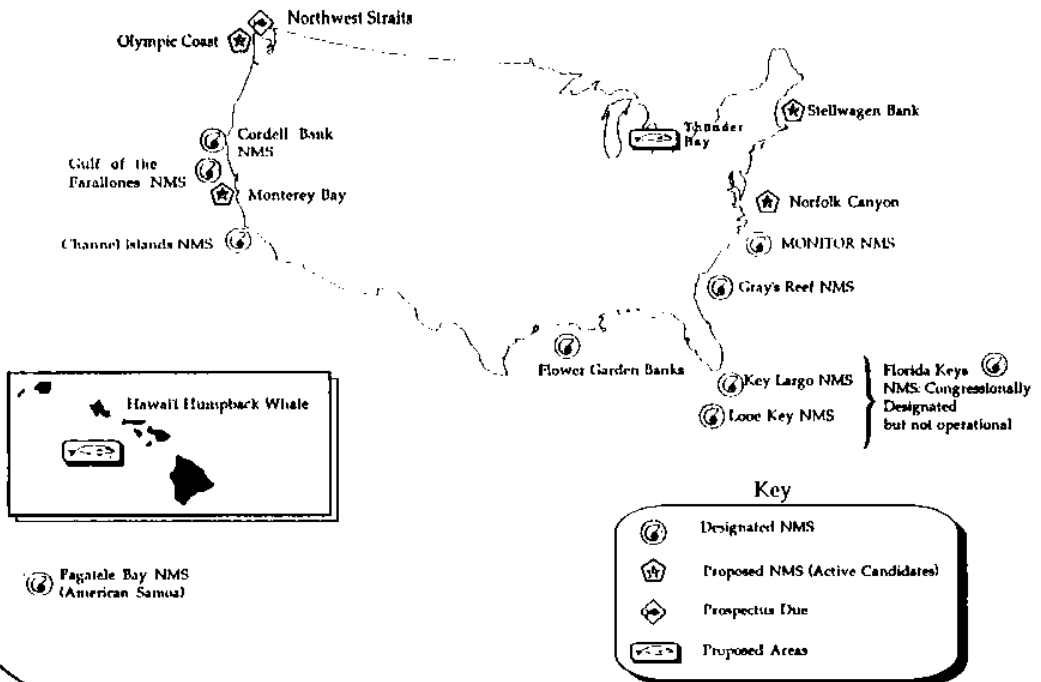 Northwest Straits
Olympic Coast
Stellwagen Bank
Thunder
Bay
Cordell Bank
NMS
Gulf of the
Farallones NMS
Monterey Bay
Norfolk Canyon
Channel Islands NMS
MONITOR NMS
Gray's Reef NMS
Flower Garden Banks
Key Largo NMS
Looe Key NMS
Florida Keys
NMS: Congressionally
Designated
but not operational
Hawaii Humpback Whale
Fagatele Bay NMS
(American Samoa)
Key
Designated NMS
Proposed NMS (Active Candidates)
Prospectus Due
Proposed Areas